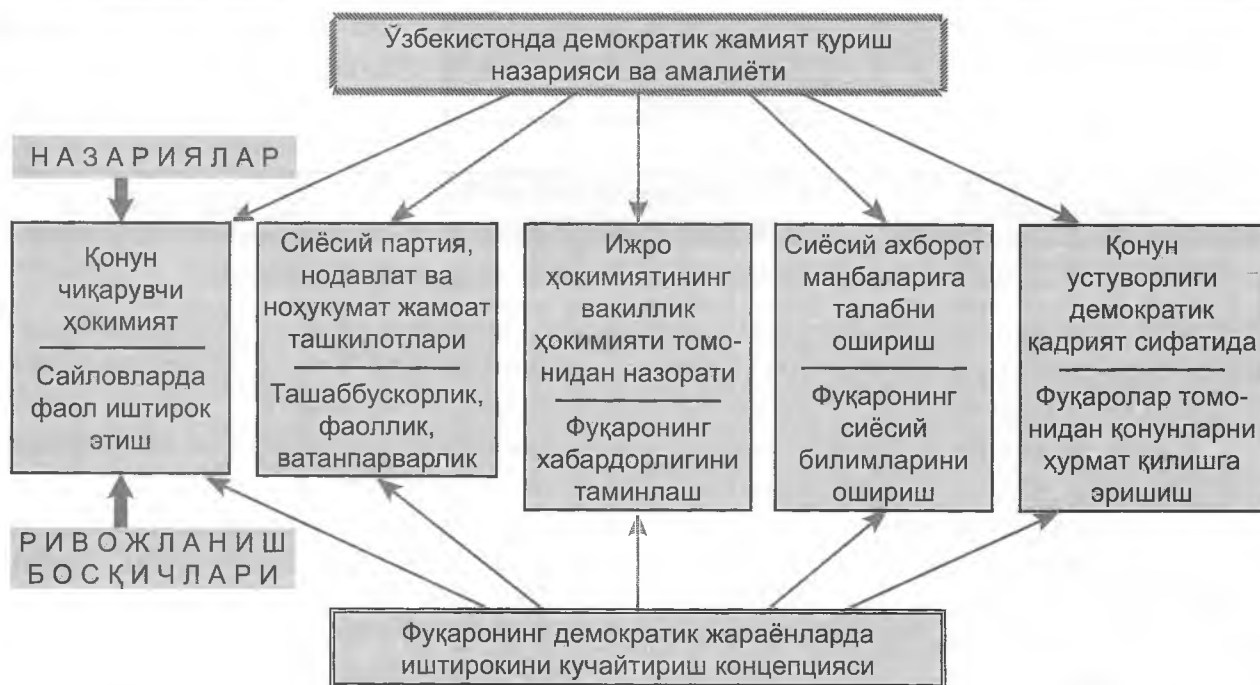 Ўзбекистонда демократик жамият қуриш
назарияси ва амалиёти
НАЗАРИЯЛАР
Қонун
чиқарувчи
ҳокимият
Сайловларда
фаол иштирок
этиш
Сиёсий партия,
нодавлат ва
ноҳукумат жамоат
ташкилотлари
Ташаббускорлик,
фаоллик,
ватанпарварлик
Ижро
ҳокимиятининг
вакиллик
ҳокимияти томо-
нидан назорати
Фуқаронинг
хабардорлигини
таминлаш
Сиёсий ахборот
манбаларига
талабни
ошириш
Фуқаронинг
сиёсий
билимларини
ошириш
Қонун
устуворлиги
демократик
қадрият сифатида
Фуқаролар томо-
нидан қонунларни
ҳурмат қилишга
эришиш
РИВОЖЛАНИШ
БОСҚИЧЛАРИ
Фуқаронинг демократик жараёнларда
иштирокини кучайтириш концепцияси